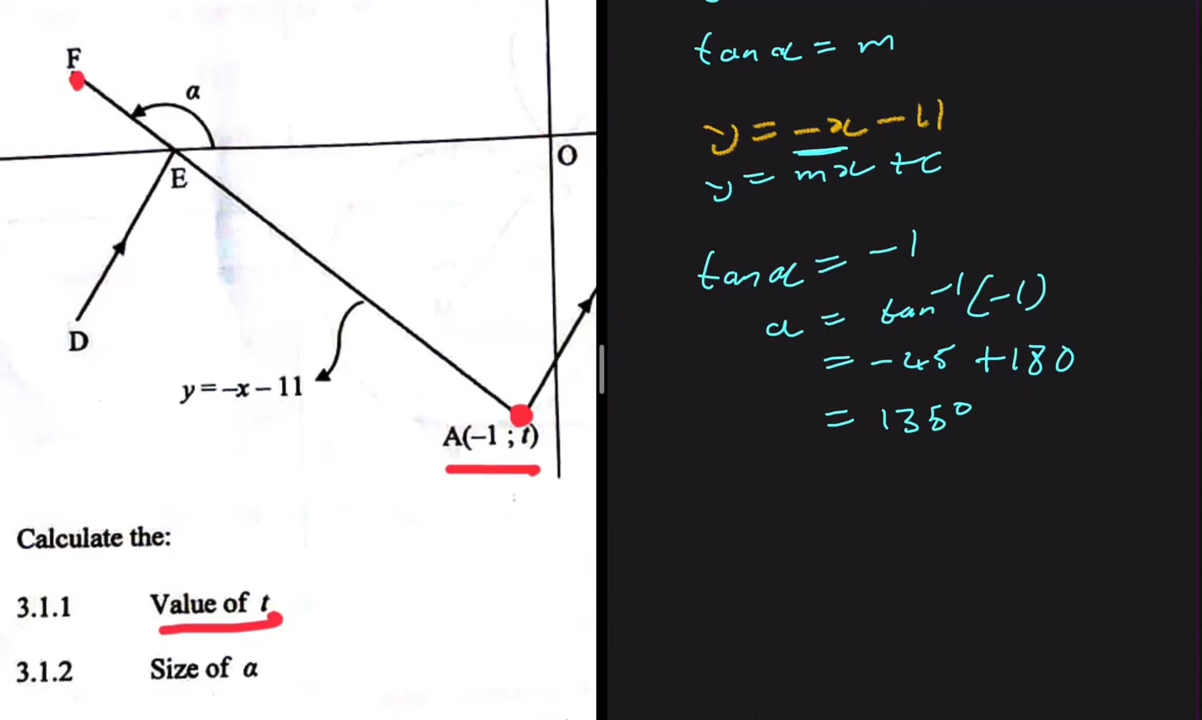 F
α
O
E
D
y = –x – 11
A(–1 ; t)
Calculate the:
3.1.1 Value of t
3.1.2 Size of α
tan α = m
y = -x - 11
y = mx + c
tan α = -1
α = tan⁻¹(-1)
= -45 + 180
= 135°